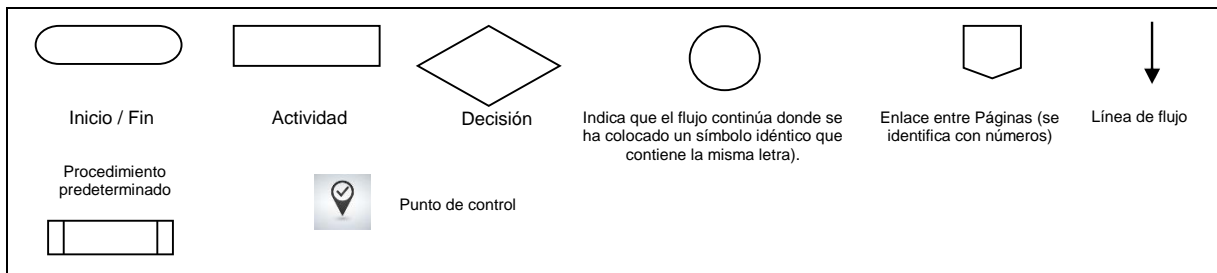 Inicio / Fin
Actividad
Decisión
Indica que el flujo continúa donde se
ha colocado un símbolo idéntico que
contiene la misma letra).
Enlace entre Páginas (se
identifica con números)
Línea de flujo
Procedimiento
predeterminado
Punto de control